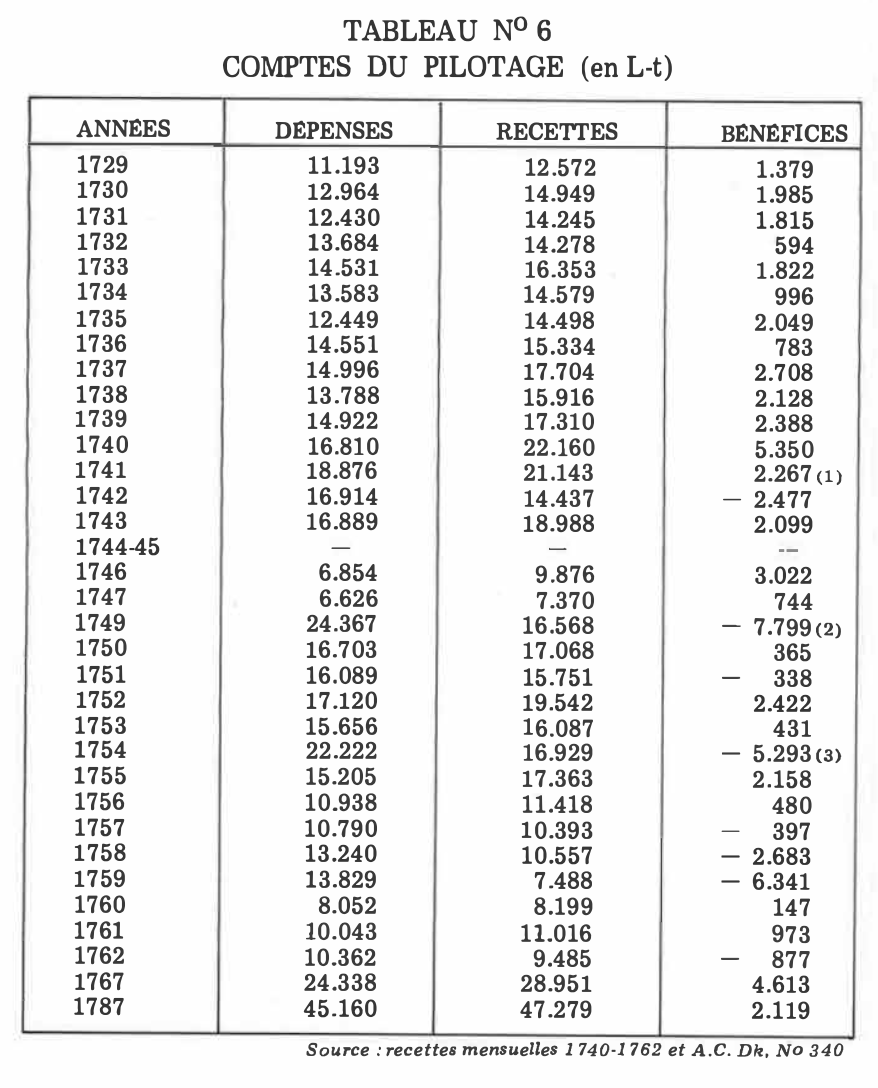 TABLEAU Nº 6
COMPTES DU PILOTAGE (en L-t)
ANNÉES DÉPENSES RECETTES BÉNÉFICES
1729 11.193 12.572 1.379
1730 12.964 14.949 1.985
1731 12.430 14.245 1.815
1732 13.684 14.278 594
1733 14.531 16.353 1.822
1734 13.583 14.579 996
1735 12.449 14.498 2.049
1736 14.551 15.334 783
1737 14.996 17.704 2.708
1738 13.788 15.916 2.128
1739 14.922 17.310 2.388
1740 16.810 22.160 5.350
1741 18.876 21.143 2.267 (1)
1742 16.914 14.437 — 2.477
1743 16.889 18.988 2.099
1744-45 — — --
1746 6.854 9.876 3.022
1747 6.626 7.370 744
1749 24.367 16.568 — 7.799 (2)
1750 16.703 17.068 365
1751 16.089 15.751 — 338
1752 17.120 19.542 2.422
1753 15.656 16.087 431
1754 22.222 16.929 — 5.293 (3)
1755 15.205 17.363 2.158
1756 10.938 11.418 480
1757 10.790 10.393 — 397
1758 13.240 10.557 — 2.683
1759 13.829 7.488 — 6.341
1760 8.052 8.199 147
1761 10.043 11.016 973
1762 10.362 9.485 — 877
1767 24.338 28.951 4.613
1787 45.160 47.279 2.119
Source : recettes mensuelles 1740-1762 et A.C. Dk, No 340